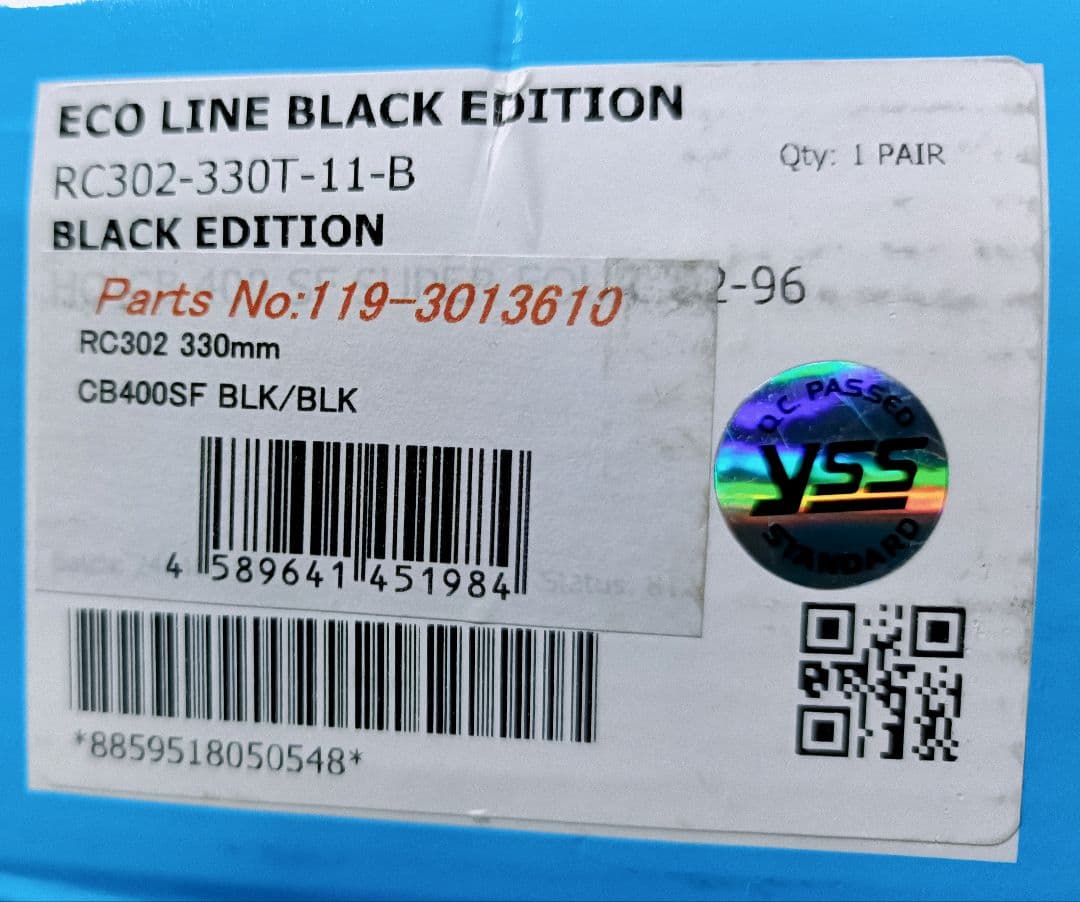 ECO LINE BLACK EDITION
RC302-330T-11-B
Qty: 1 PAIR
BLACK EDITION
2-96
Parts No:119-3013610
RC302 330mm
CB400SF BLK/BLK
QC PASSED
YSS
STANDARD
4 589641 451984
Status:
*8859518050548*